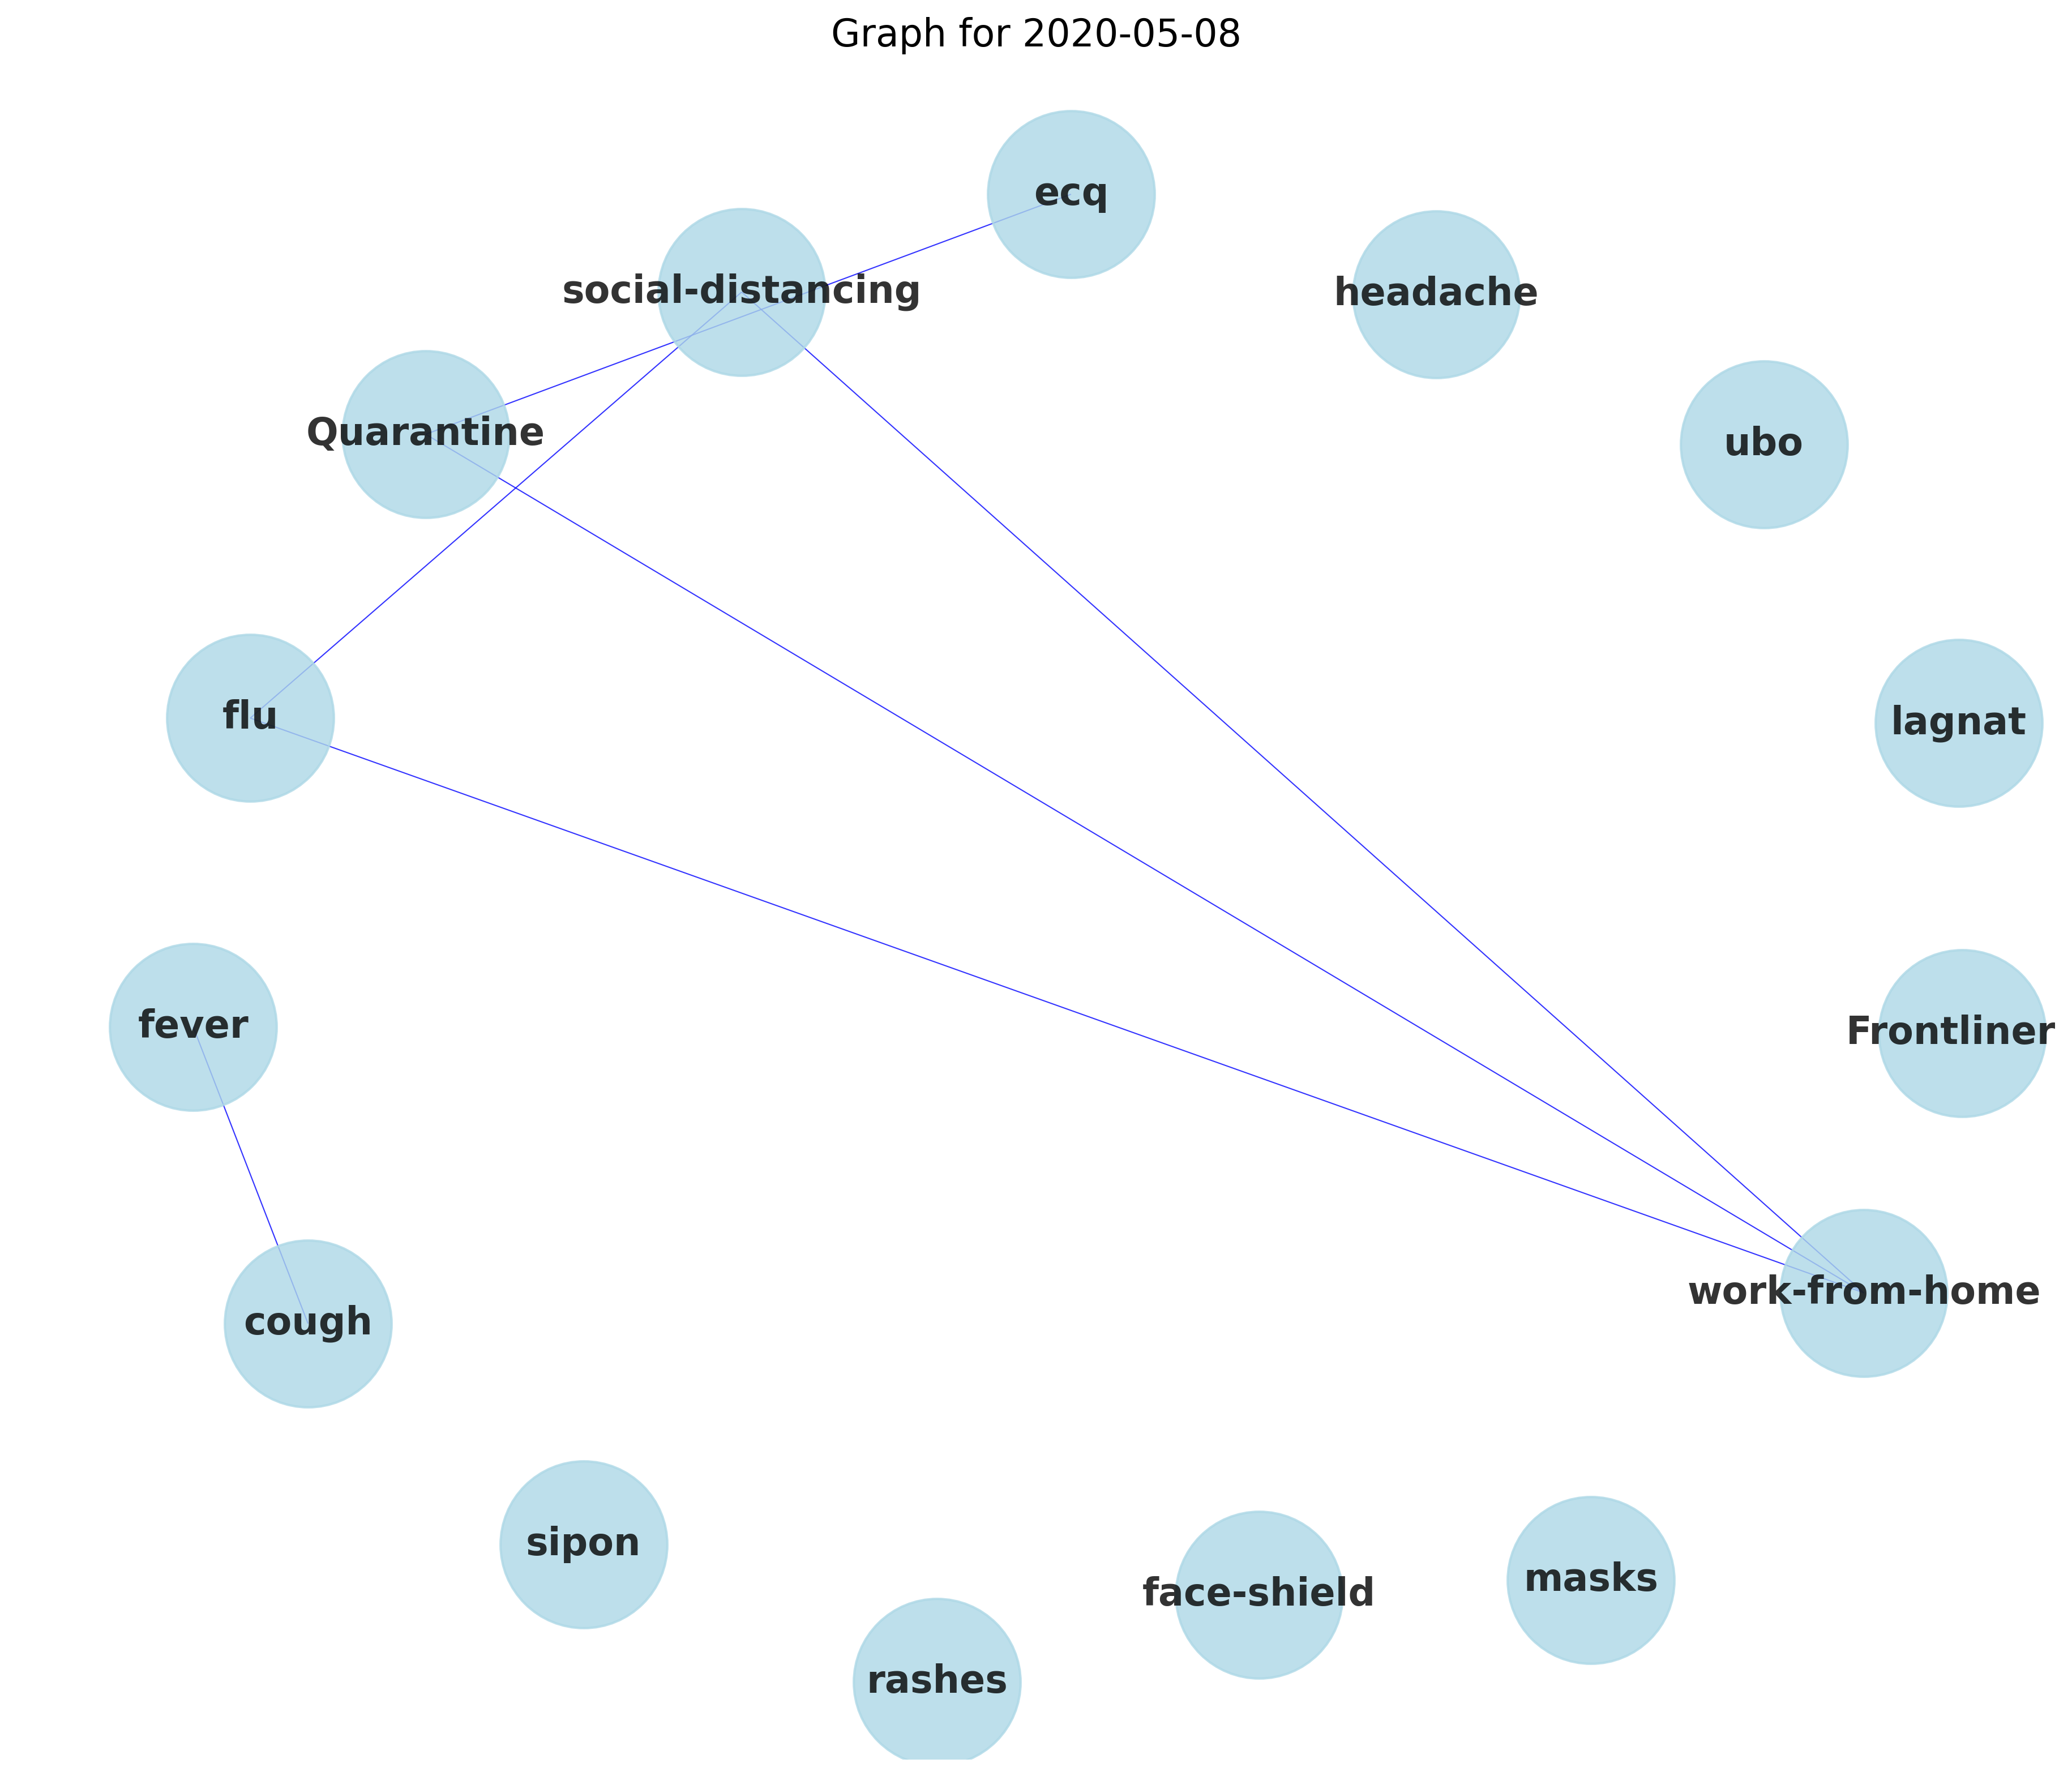 Graph for 2020-05-08
ecq
social-distancing
headache
Quarantine
ubo
flu
lagnat
fever
Frontliner
work-from-home
cough
sipon
masks
face-shield
rashes